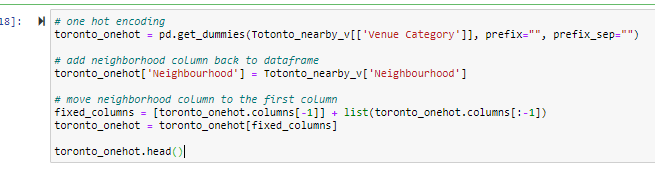 18]:
# one hot encoding
toronto_onehot = pd.get_dummies(Totonto_nearby_v[['Venue Category']], prefix="", prefix_sep="")
# add neighborhood column back to dataframe
toronto_onehot['Neighbourhood'] = Totonto_nearby_v['Neighbourhood']
# move neighborhood column to the first column
fixed_columns = [toronto_onehot.columns[-1]] + list(toronto_onehot.columns[:-1])
toronto_onehot = toronto_onehot[fixed_columns]
toronto_onehot.head()